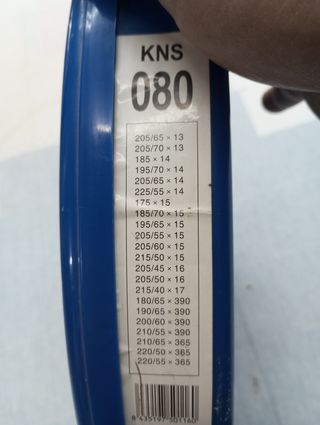 KNS
080
205/65 × 13
205/70 × 13
185 × 14
195/70 × 14
205/65 × 14
225/55 × 14
175 × 15
185/70 × 15
195/65 × 15
205/55 × 15
205/60 × 15
215/50 × 15
205/45 × 16
205/50 × 16
215/40 × 17
180/65 × 390
190/65 × 390
200/60 × 390
210/55 × 390
210/65 × 365
220/50 × 365
220/55 × 365
8 435197 501160